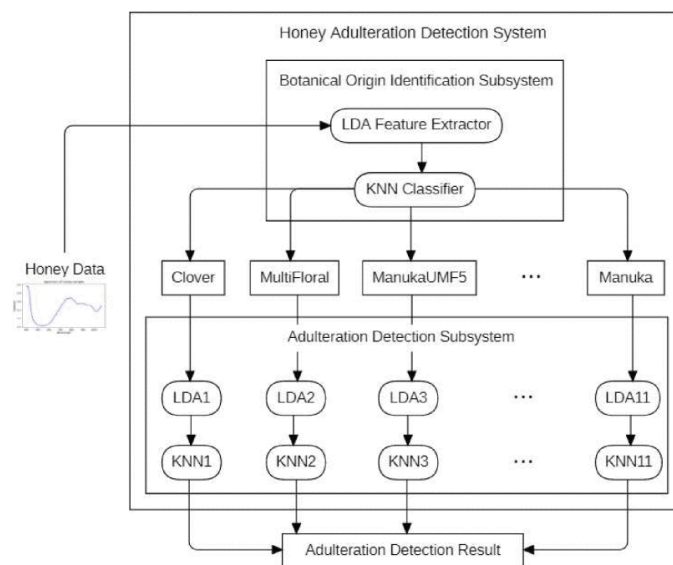 Honey Adulteration Detection System
Botanical Origin Identification Subsystem
LDA Feature Extractor
KNN Classifier
Honey Data
Clover MultiFloral ManukaUMF5 ... Manuka
Adulteration Detection Subsystem
LDA1 LDA2 LDA3 ... LDA11
KNN1 KNN2 KNN3 ... KNN11
Adulteration Detection Result